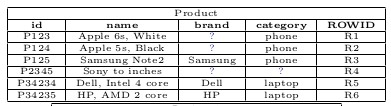 Product
id name brand category ROWID
P123 Apple 6s, White ? phone R1
P124 Apple 5s, Black ? phone R2
P125 Samsung Note2 Samsung phone R3
P2345 Sony to inches ? ? R4
P34234 Dell, Intel 4 core Dell laptop R5
P34235 HP, AMD 2 core HP laptop R6